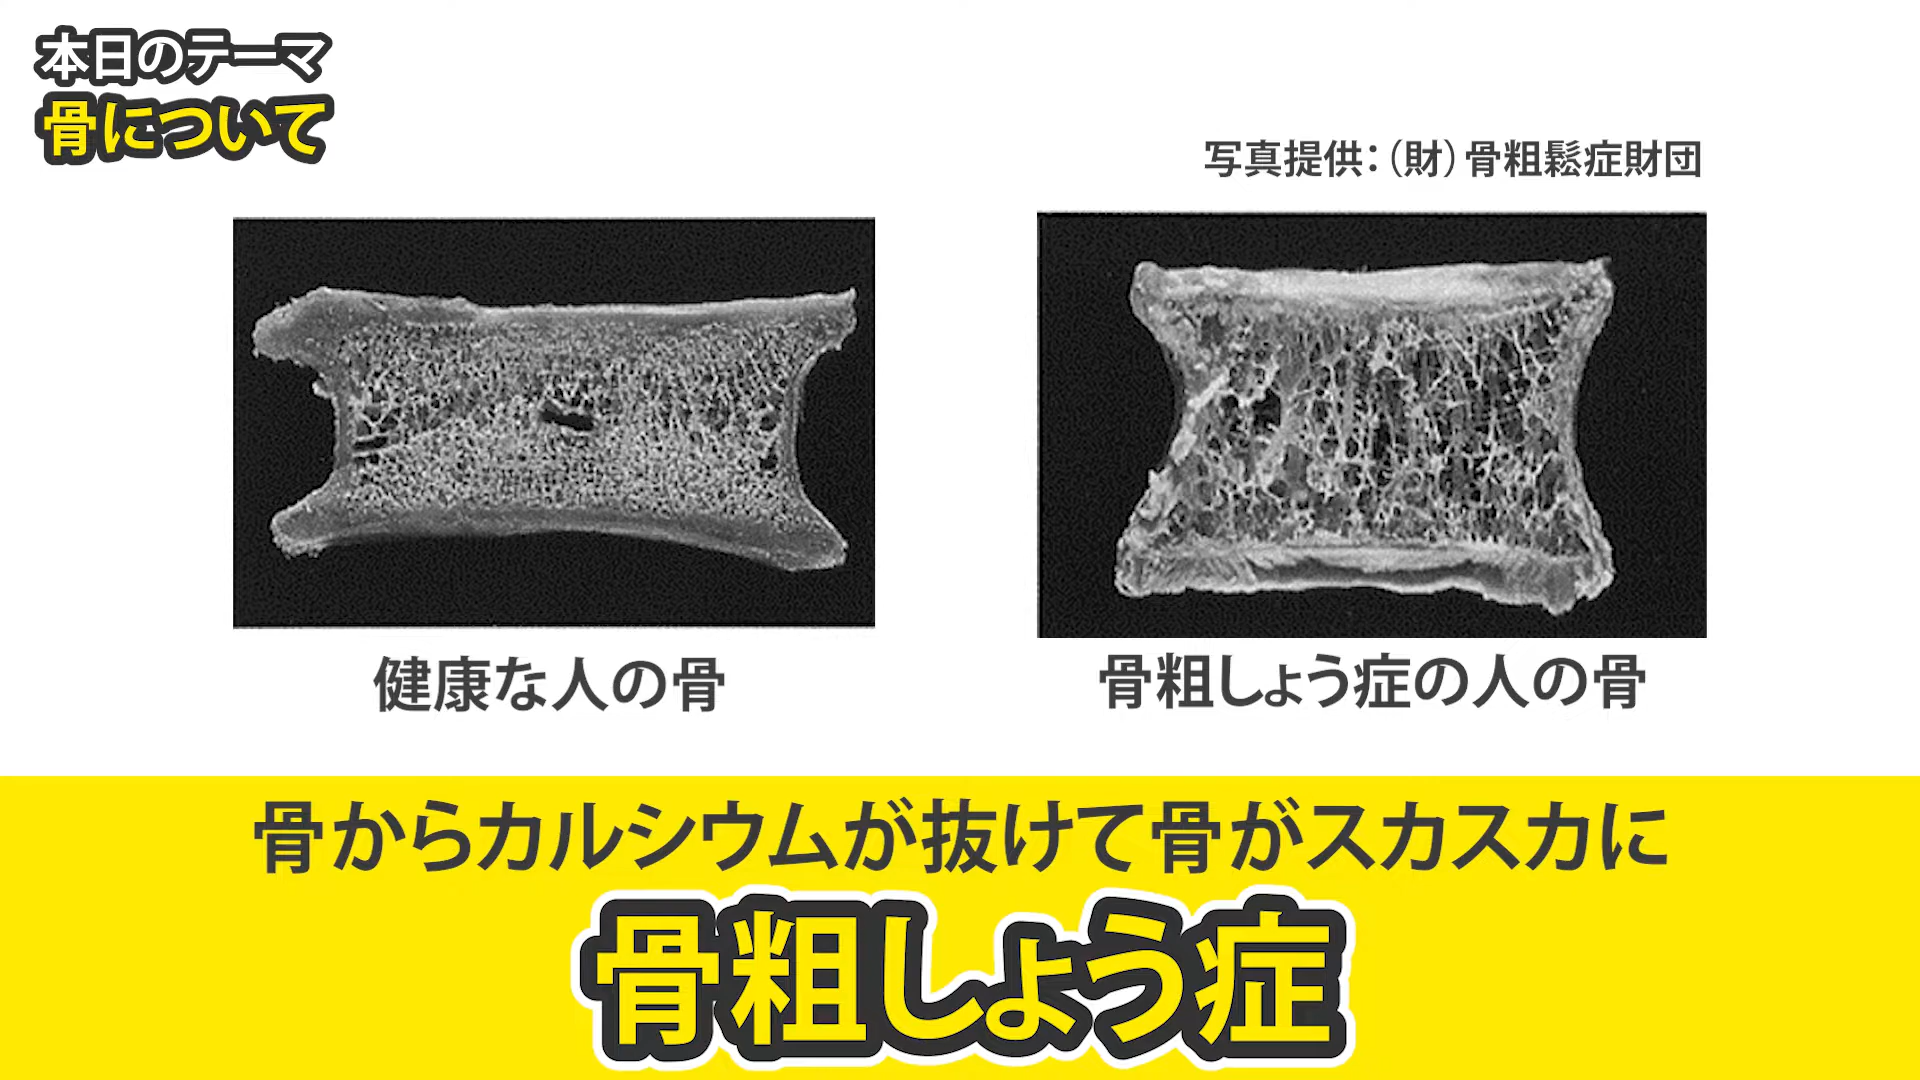 本日のテーマ
骨について
写真提供：（財）骨粗鬆症財団
健康な人の骨
骨粗しょう症の人の骨
骨からカルシウムが抜けて骨がスカスカに
骨粗しょう症